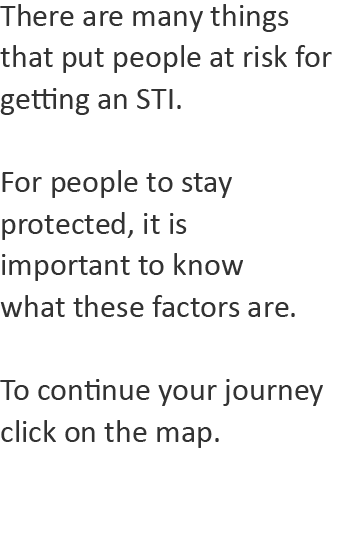 There are many things
that put people at risk for
getting an STI.
For people to stay
protected, it is
important to know
what these factors are.
To continue your journey
click on the map.